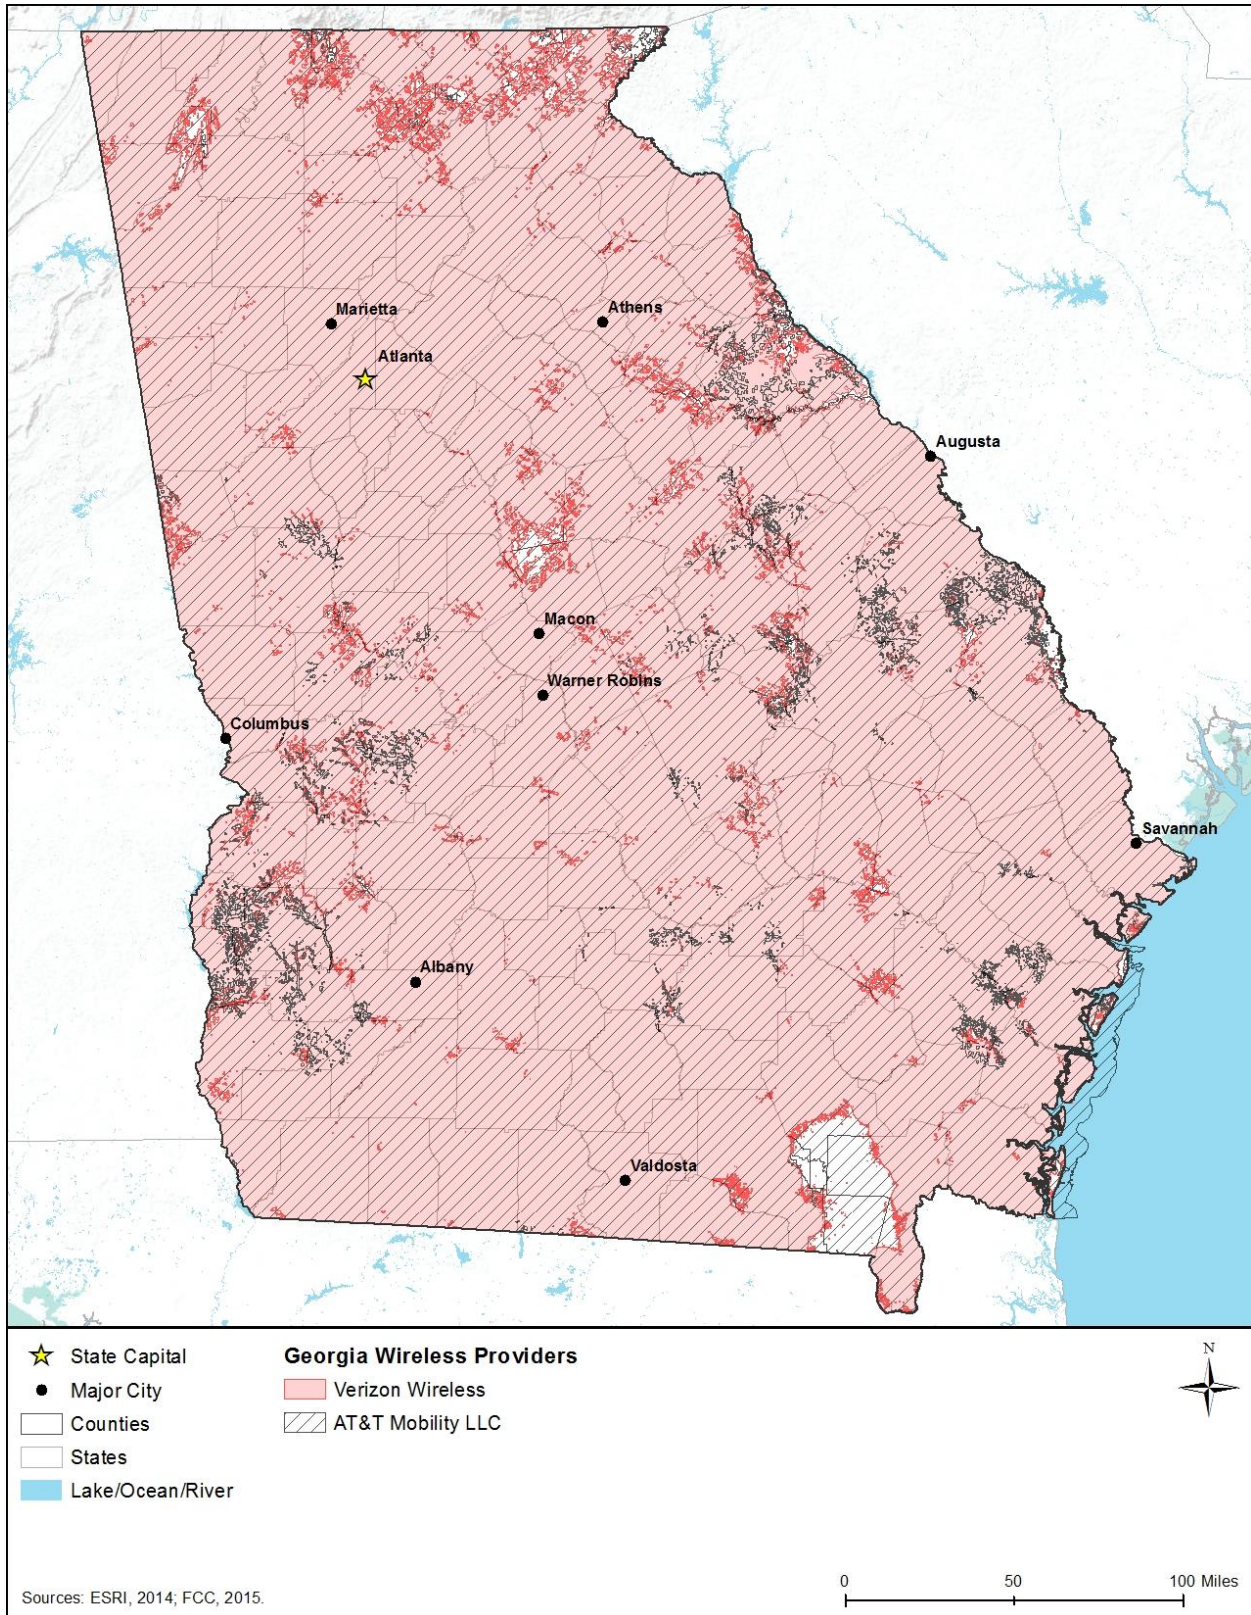 Marietta
Athens
Atlanta
Augusta
Macon
Warner Robins
Columbus
Savannah
Albany
Valdosta
State Capital
Major City
Counties
States
Lake/Ocean/River
Georgia Wireless Providers
Verizon Wireless
AT&T Mobility LLC
N
Sources: ESRI, 2014; FCC, 2015.
0 50 100 Miles